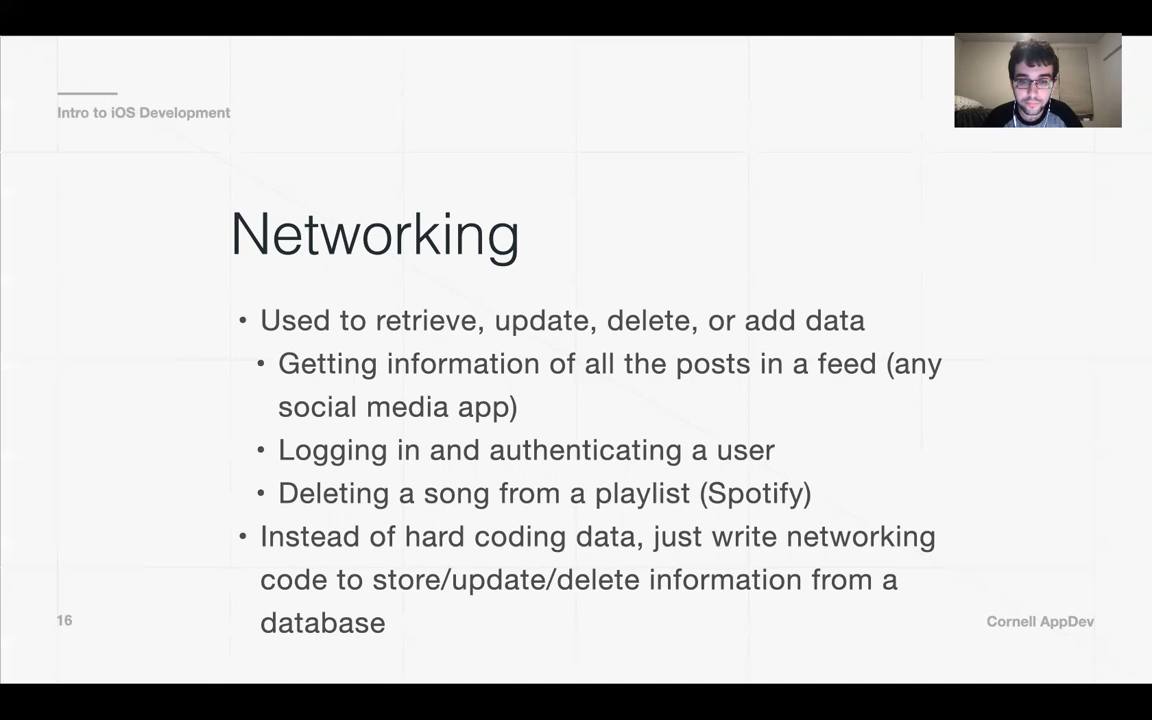 Intro to iOS Development
Networking
• Used to retrieve, update, delete, or add data
• Getting information of all the posts in a feed (any
social media app)
• Logging in and authenticating a user
• Deleting a song from a playlist (Spotify)
• Instead of hard coding data, just write networking
code to store/update/delete information from a
database
16
Cornell AppDev